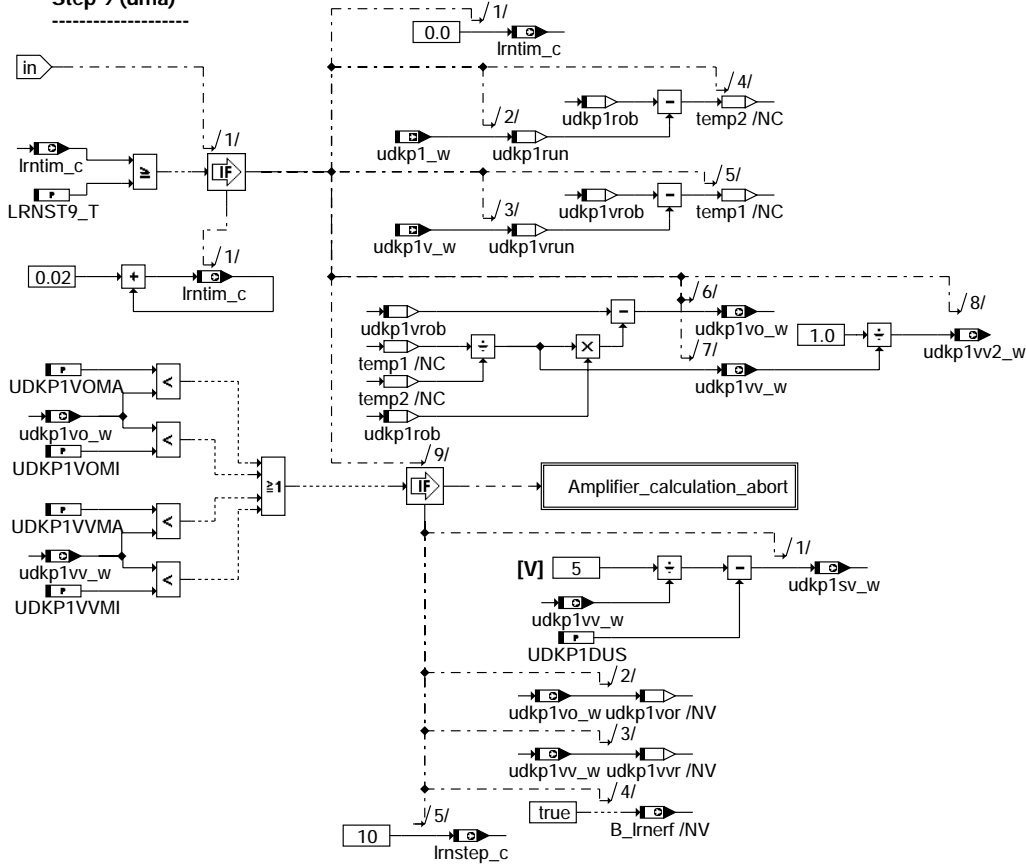 Step 9 (uma)
--------------------
/1/
0.0
lrntim_c
in
/4/
udkp1rob
temp2 /NC
/2/
udkp1_w
udkp1run
/1/
lrntim_c
LRNST9_T
P
≥
IF
/5/
udkp1vrob
temp1 /NC
/3/
udkp1v_w
udkp1vrun
/1/
0.02
+
lrntim_c
/6/
/8/
udkp1vrob
udkp1vo_w
/7/
1.0
udkp1vv2_w
temp1 /NC
udkp1vv_w
temp2 /NC
udkp1rob
P
UDKP1VOMA
<
udkp1vo_w
<
P
UDKP1VOMI
/9/
≥1
IF
Amplifier_calculation_abort
P
UDKP1VVMA
<
udkp1vv_w
<
P
UDKP1VVMI
/1/
[V]
5
udkp1sv_w
udkp1vv_w
P
UDKP1DUS
/2/
udkp1vo_w udkp1vor /NV
/3/
udkp1vv_w udkp1vvr /NV
/4/
true
B_lrnerf /NV
/5/
10
lrnstep_c